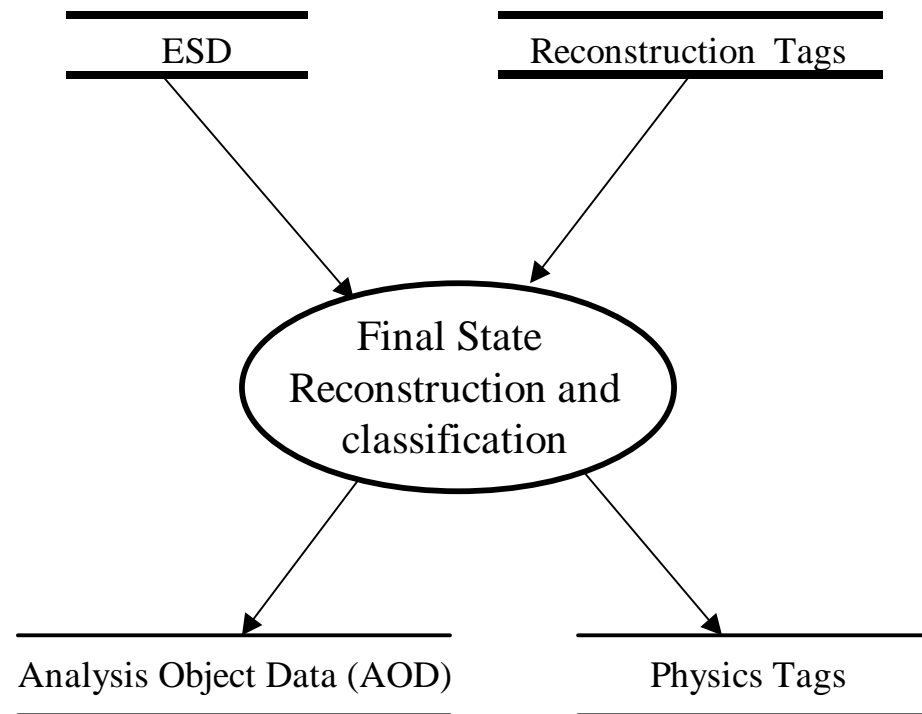 ESD
Reconstruction Tags
Final State
Reconstruction and
classification
Analysis Object Data (AOD)
Physics Tags